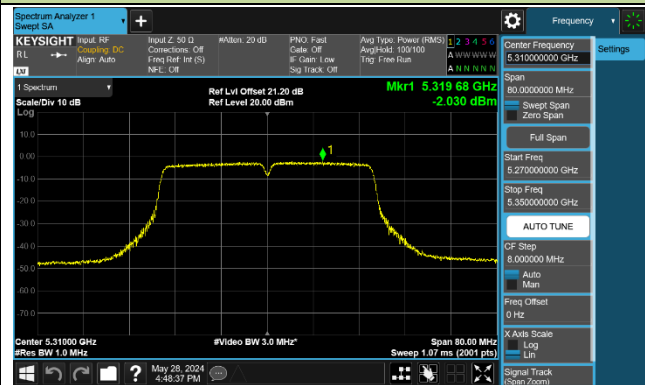 Spectrum Analyzer 1
Swept SA
+
Frequency
KEYSIGHT
RL
LXI
Input: RF
Coupling: DC
Align: Auto
Input Z: 50 Ω
Corrections: Off
Freq Ref: Int (S)
NFE: Off
#Atten: 20 dB
PNO: Fast
Gate: Off
IF Gain: Low
Sig Track: Off
Avg Type: Power (RMS)
Avg|Hold: 100/100
Trig: Free Run
1 2 3 4 5 6
A W W W W W
A N N N N N
1 Spectrum
Scale/Div 10 dB
Log
Ref Lvl Offset 21.20 dB
Ref Level 20.00 dBm
Mkr1 5.319 68 GHz
-2.030 dBm
10.0
0.00
-10.0
-20.0
-30.0
-40.0
-50.0
-60.0
-70.0
1
Center 5.31000 GHz
#Res BW 1.0 MHz
#Video BW 3.0 MHz*
Span 80.00 MHz
Sweep 1.07 ms (2001 pts)
May 28, 2024
4:48:37 PM
?
Center Frequency
5.310000000 GHz
Settings
Span
80.0000000 MHz
Swept Span
Zero Span
Full Span
Start Freq
5.270000000 GHz
Stop Freq
5.350000000 GHz
AUTO TUNE
CF Step
8.000000 MHz
Auto
Man
Freq Offset
0 Hz
X Axis Scale
Log
Lin
Signal Track
(Span Zoom)